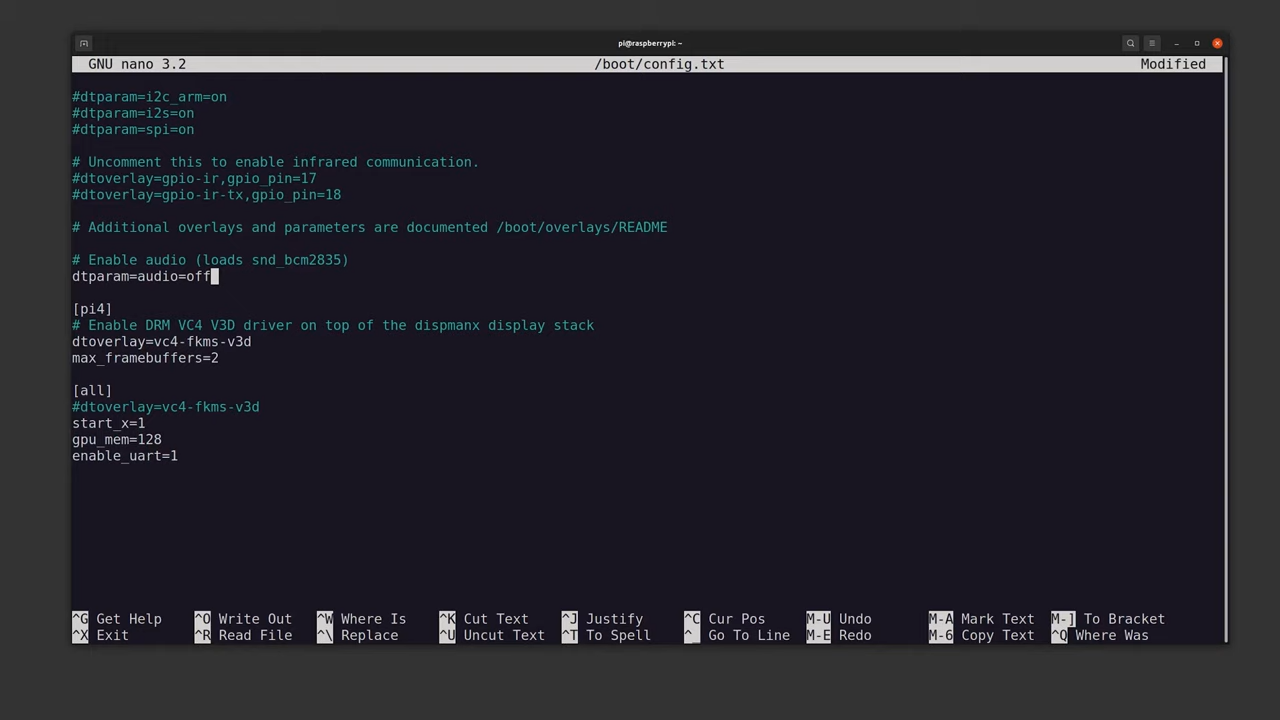 pi@raspberrypi: ~
GNU nano 3.2 /boot/config.txt Modified
#dtparam=i2c_arm=on
#dtparam=i2s=on
#dtparam=spi=on
# Uncomment this to enable infrared communication.
#dtoverlay=gpio-ir,gpio_pin=17
#dtoverlay=gpio-ir-tx,gpio_pin=18
# Additional overlays and parameters are documented /boot/overlays/README
# Enable audio (loads snd_bcm2835)
dtparam=audio=off
[pi4]
# Enable DRM VC4 V3D driver on top of the dispmanx display stack
dtoverlay=vc4-fkms-v3d
max_framebuffers=2
[all]
#dtoverlay=vc4-fkms-v3d
start_x=1
gpu_mem=128
enable_uart=1
^G Get Help ^O Write Out ^W Where Is ^K Cut Text ^J Justify ^C Cur Pos M-U Undo M-A Mark Text M-] To Bracket
^X Exit ^R Read File ^\ Replace ^U Uncut Text ^T To Spell ^_ Go To Line M-E Redo M-6 Copy Text ^Q Where Was